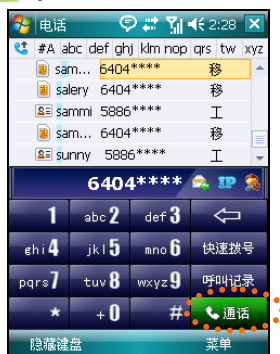 电话 2:28
#A abc def ghj klm nop qrs tw xyz
sam... 6404**** 移
salery 6404**** 移
sammi 5886**** 工
sam... 6404**** 移
sunny 5886**** 工
6404**** IP
1 abc 2 def 3
ghi 4 jkl 5 mno 6 快速拨号
pqrs 7 tuv 8 wxyz 9 呼叫记录
* + 0 # 通话
隐藏键盘 菜单